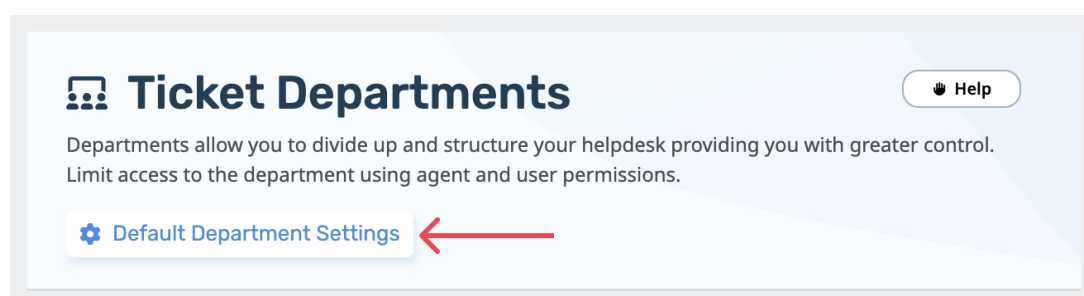 Ticket Departments
Help
Departments allow you to divide up and structure your helpdesk providing you with greater control.
Limit access to the department using agent and user permissions.
Default Department Settings